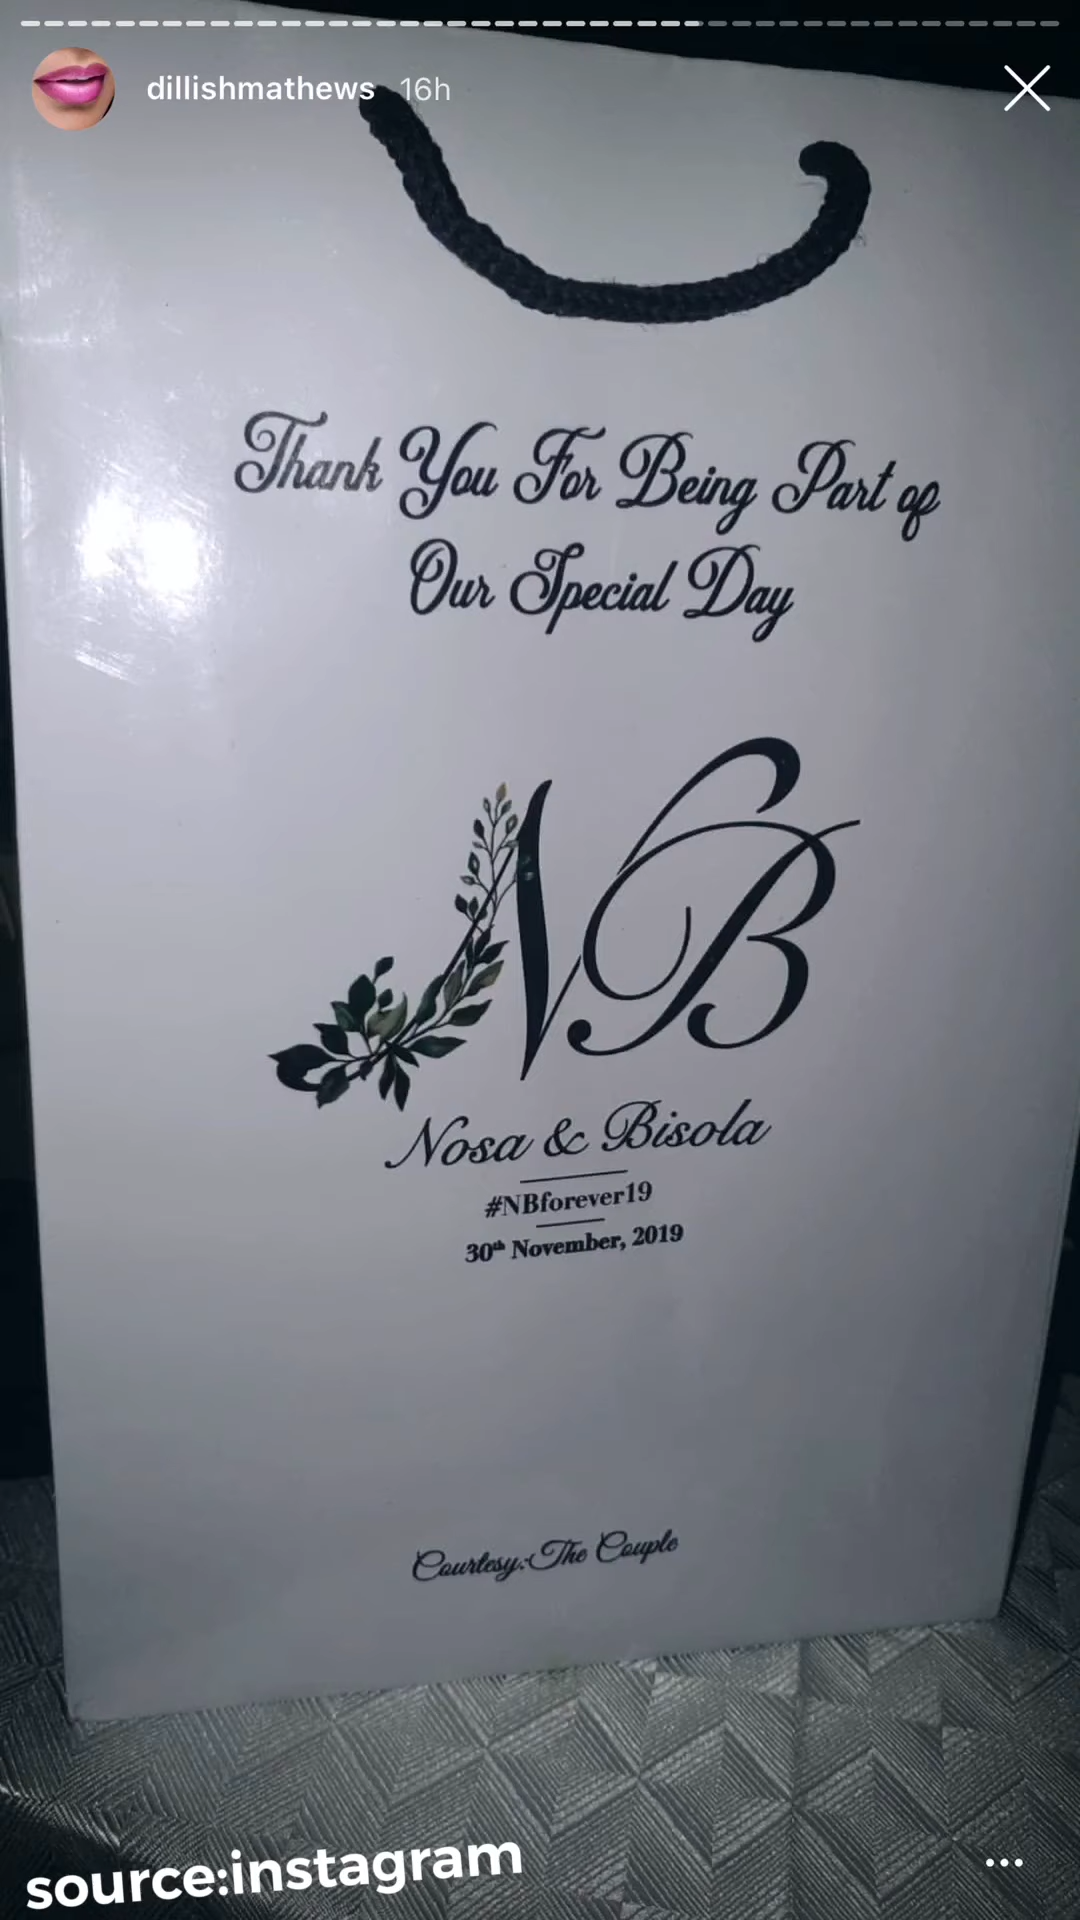 dillishmathews 16h
Thank You For Being Part of
Our Special Day
NB
Nosa & Bisola
#NBforever19
30th November, 2019
Courtesy:-The Couple
source:instagram